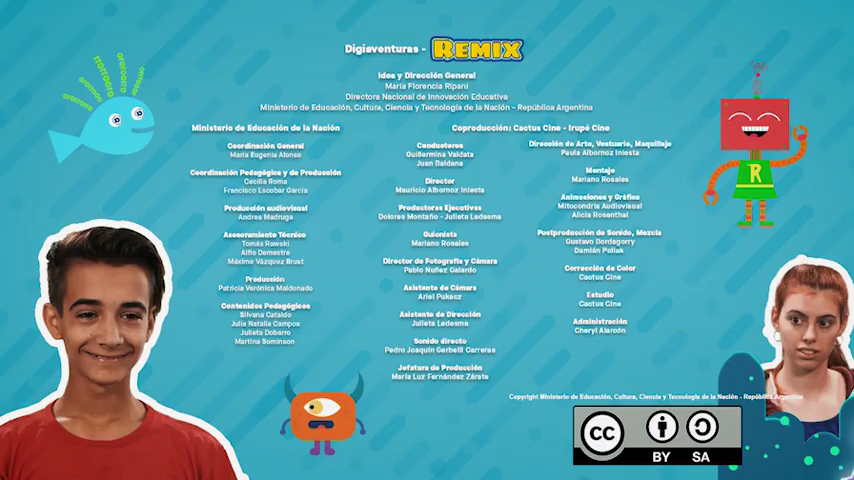 Digiaventuras - REMIX
Idea y Dirección General
María Florencia Ripani
Directora Nacional de Innovación Educativa
Ministerio de Educación, Cultura, Ciencia y Tecnología de la Nación - República Argentina
Ministerio de Educación de la Nación
Coordinación General
María Eugenia Alonso
Coordinación Pedagógica y de Producción
Cecilia Roma
Francisco Escobar García
Producción audiovisual
Andrea Madruga
Asesoramiento Técnico
Tomás Rawski
Alfio Demestre
Máximo Vázquez Brust
Producción
Patricia Verónica Maldonado
Contenidos Pedagógicos
Silvana Cataldo
Julia Natalia Campos
Julieta Dobarro
Martina Sominson
Coproducción: Cactus Cine - Irupé Cine
Conductores
Guillermina Valdata
Juan Baldana
Director
Mauricio Albornoz Iniesta
Productoras Ejecutivas
Dolores Montaño - Julieta Ledesma
Guionista
Mariano Rosales
Director de Fotografía y Cámara
Pablo Nuñez Galardo
Asistente de Cámara
Ariel Pukacz
Asistente de Dirección
Julieta Ledesma
Sonido directo
Pedro Joaquín Gerbelli Carreras
Jefatura de Producción
María Luz Fernández Zárate
Dirección de Arte, Vestuario, Maquillaje
Paula Albornoz Iniesta
Montaje
Mariano Rosales
Animaciones y Gráfica
Mitocondria Audiovisual
Alicia Rosenthal
Postproducción de Sonido, Mezcla
Gustavo Dordagorry
Damián Poliak
Corrección de Color
Cactus Cine
Estudio
Cactus Cine
Administración
Cheryl Alarcón
Copyright Ministerio de Educación, Cultura, Ciencia y Tecnología de la Nación - República Argentina
cc
BY SA
R